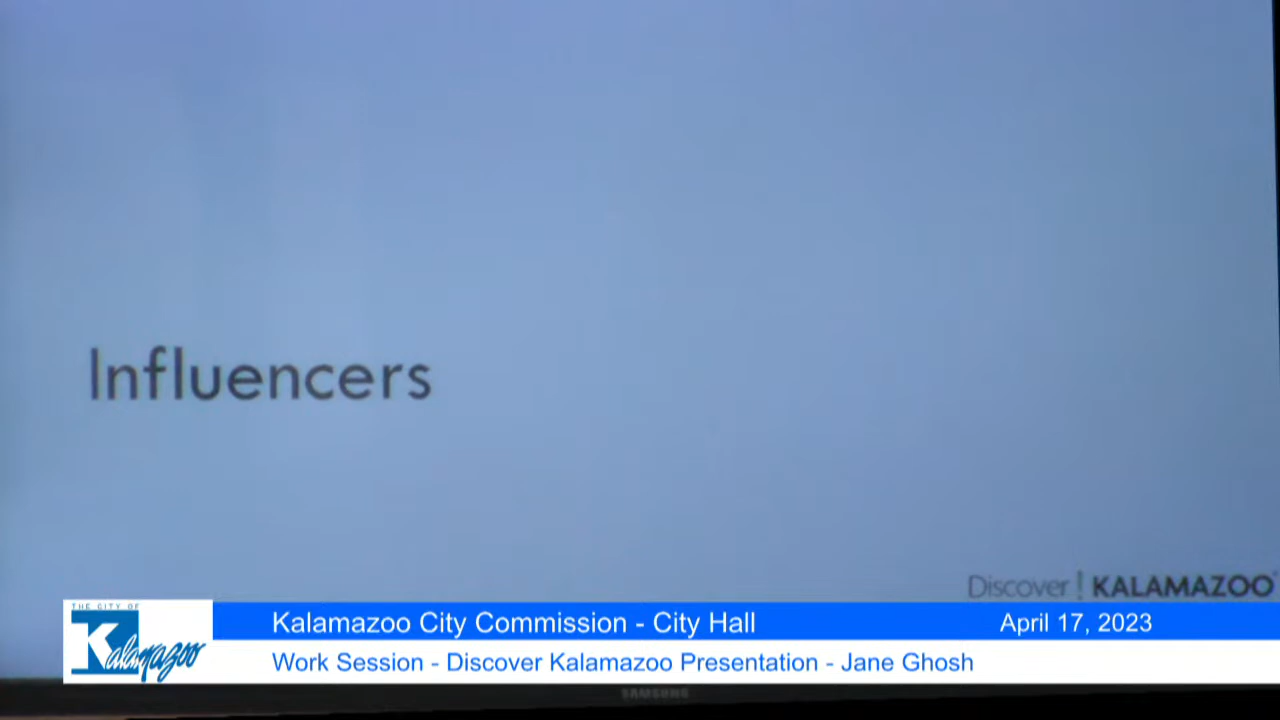 Influencers
Discover! KALAMAZOO
THE CITY OF
Kalamazoo
Kalamazoo City Commission - City Hall
April 17, 2023
Work Session - Discover Kalamazoo Presentation - Jane Ghosh
SAMSUNG